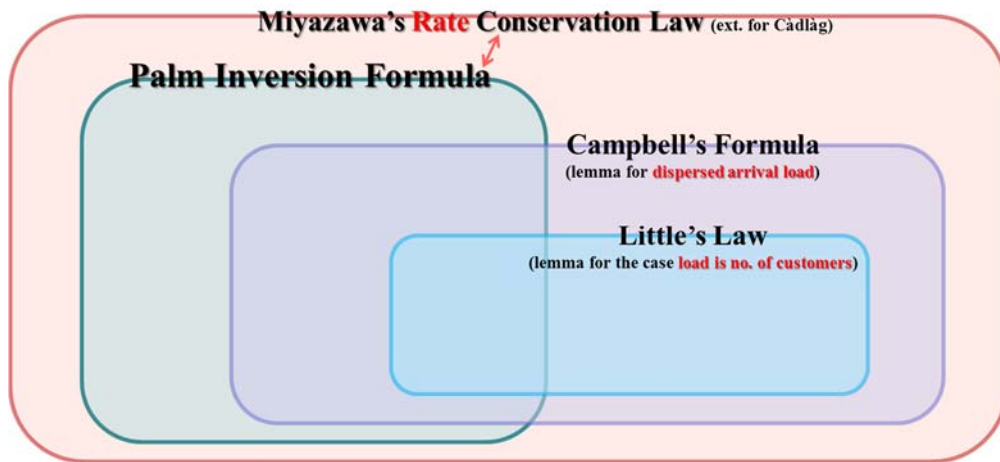 Miyazawa's Rate Conservation Law (ext. for Càdlàg)
Palm Inversion Formula
Campbell's Formula
(lemma for dispersed arrival load)
Little's Law
(lemma for the case load is no. of customers)